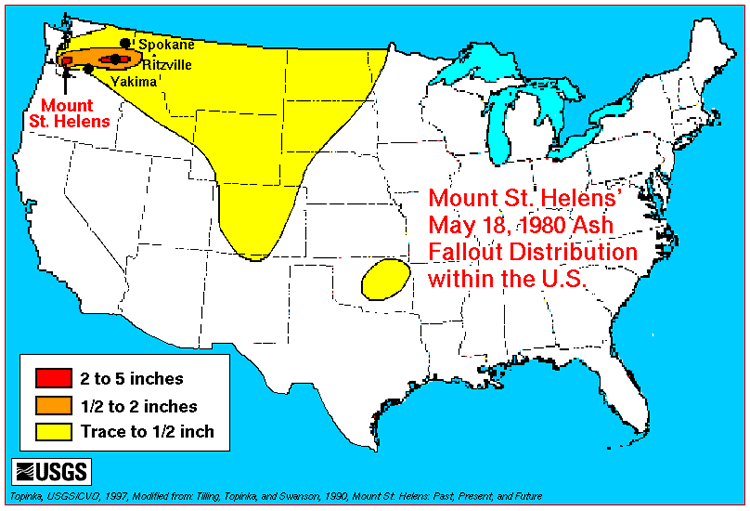 Spokane
Ritzville
Yakima
Mount
St. Helens
Mount St. Helens'
May 18, 1980 Ash
Fallout Distribution
within the U.S.
2 to 5 inches
1/2 to 2 inches
Trace to 1/2 inch
USGS
Topinka, USGS/CVO, 1997, Modified from: Tilling, Topinka, and Swanson, 1990, Mount St. Helens: Past, Present, and Future